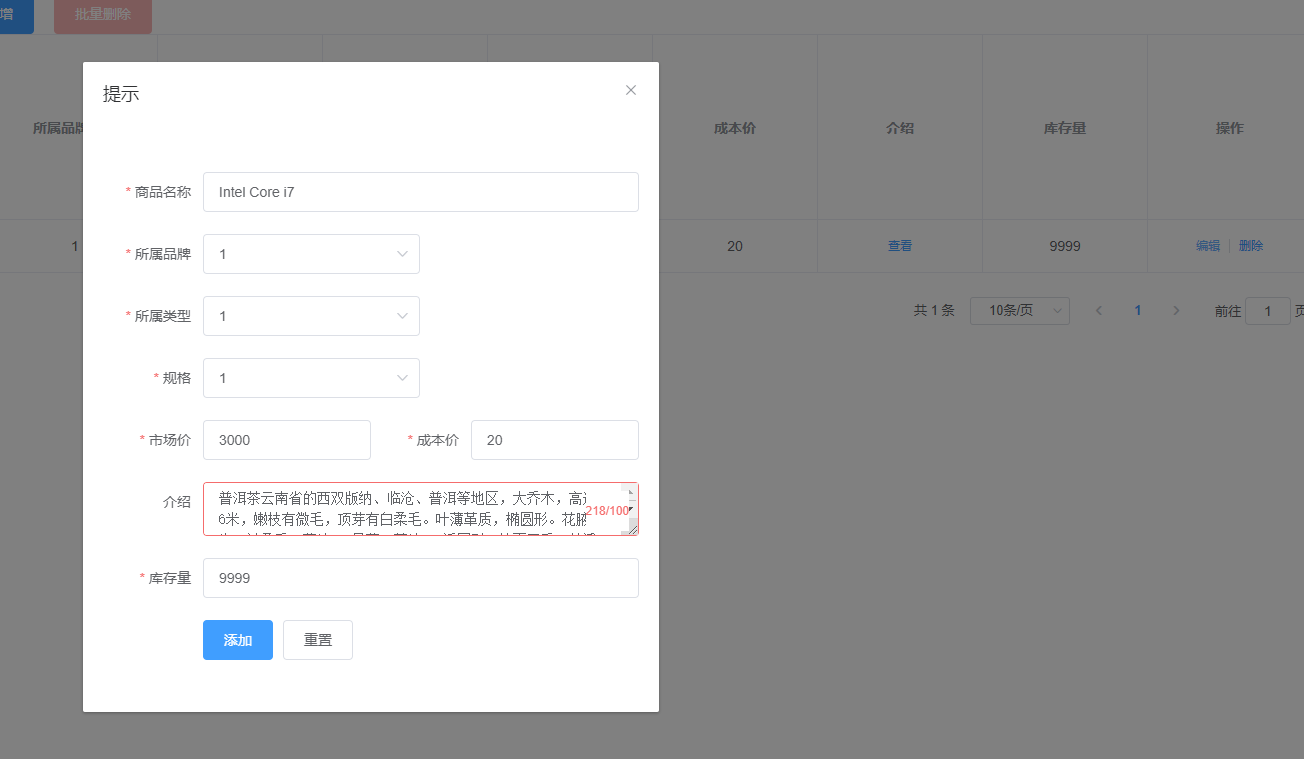 增
批量删除
所属品牌
成本价
介绍
库存量
操作
1
20
查看
9999
编辑
删除
共 1 条
10条/页
1
前往
1
页
提示
* 商品名称
Intel Core i7
* 所属品牌
1
* 所属类型
1
* 规格
1
* 市场价
3000
* 成本价
20
介绍
普洱茶云南省的西双版纳、临沧、普洱等地区，大乔木，高达
6米，嫩枝有微毛，顶芽有白柔毛。叶薄革质，椭圆形。花腋
218/100
* 库存量
9999
添加
重置